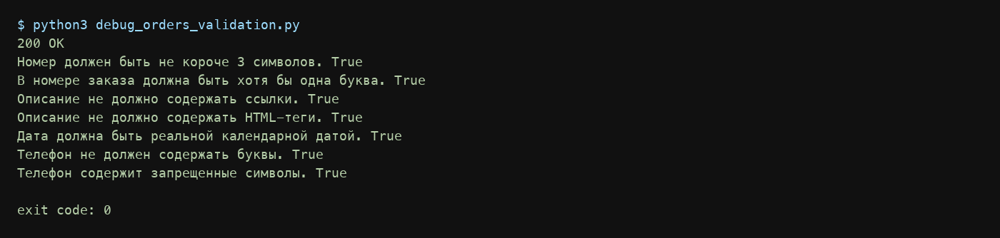 $ python3 debug_orders_validation.py
200 OK
Номер должен быть не короче 3 символов. True
В номере заказа должна быть хотя бы одна буква. True
Описание не должно содержать ссылки. True
Описание не должно содержать HTML-теги. True
Дата должна быть реальной календарной датой. True
Телефон не должен содержать буквы. True
Телефон содержит запрещенные символы. True
exit code: 0